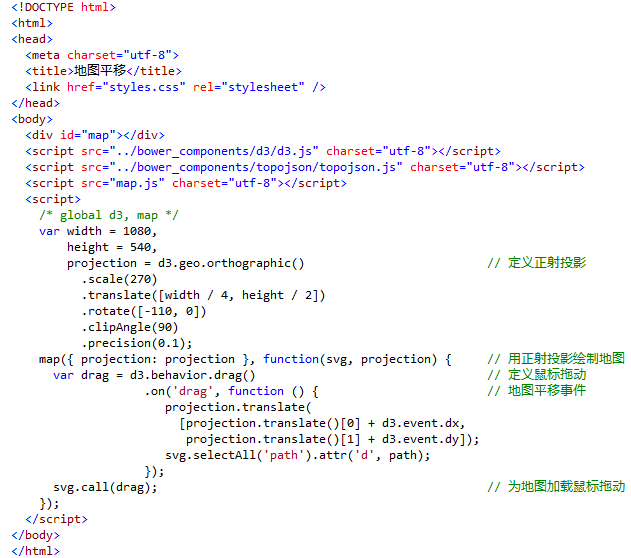 <!DOCTYPE html>
<html>
<head>
  <meta charset="utf-8">
  <title>地图平移</title>
  <link href="styles.css" rel="stylesheet" />
</head>
<body>
  <div id="map"></div>
  <script src="../bower_components/d3/d3.js" charset="utf-8"></script>
  <script src="../bower_components/topojson/topojson.js" charset="utf-8"></script>
  <script src="map.js" charset="utf-8"></script>
  <script>
    /* global d3, map */
    var width = 1080,
        height = 540,
        projection = d3.geo.orthographic() // 定义正射投影
          .scale(270)
          .translate([width / 4, height / 2])
          .rotate([-110, 0])
          .clipAngle(90)
          .precision(0.1);
    map({ projection: projection }, function(svg, projection) { // 用正射投影绘制地图
      var drag = d3.behavior.drag() // 定义鼠标拖动
                   .on('drag', function () { // 地图平移事件
                      projection.translate(
                        [projection.translate()[0] + d3.event.dx,
                         projection.translate()[1] + d3.event.dy]);
                      svg.selectAll('path').attr('d', path);
                   });
      svg.call(drag); // 为地图加载鼠标拖动
    });
  </script>
</body>
</html>